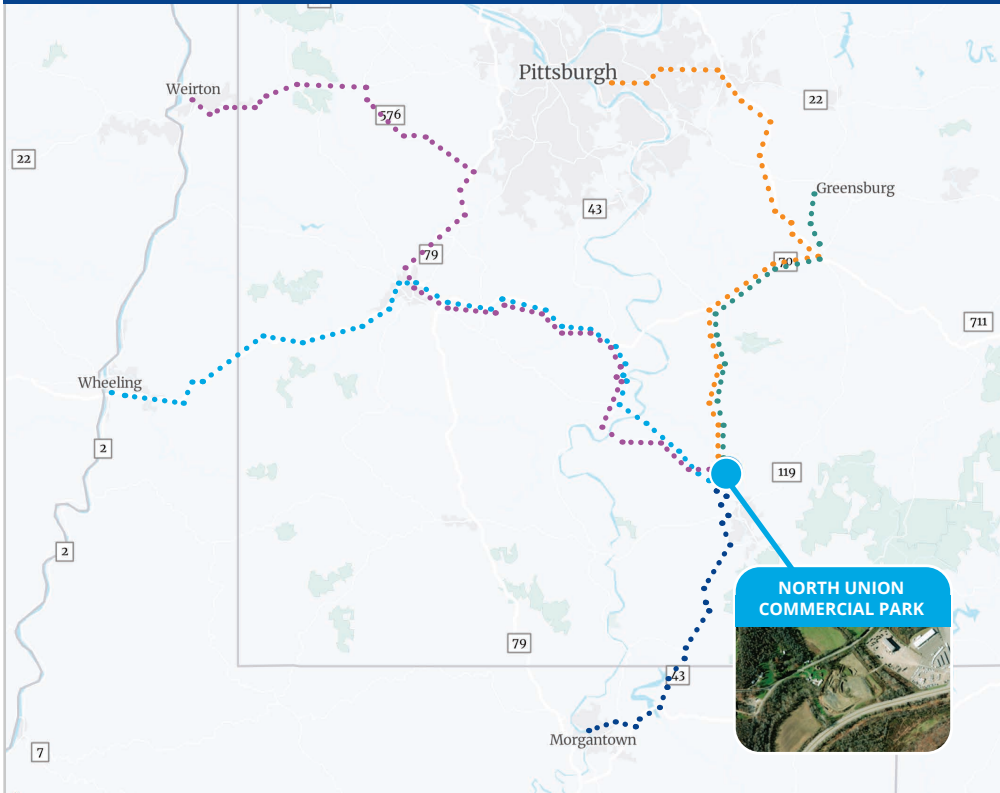 Pittsburgh
Weirton
22
576
22
Greensburg
43
79
70
711
Wheeling
2
119
2
NORTH UNION
COMMERCIAL PARK
79
43
Morgantown
7